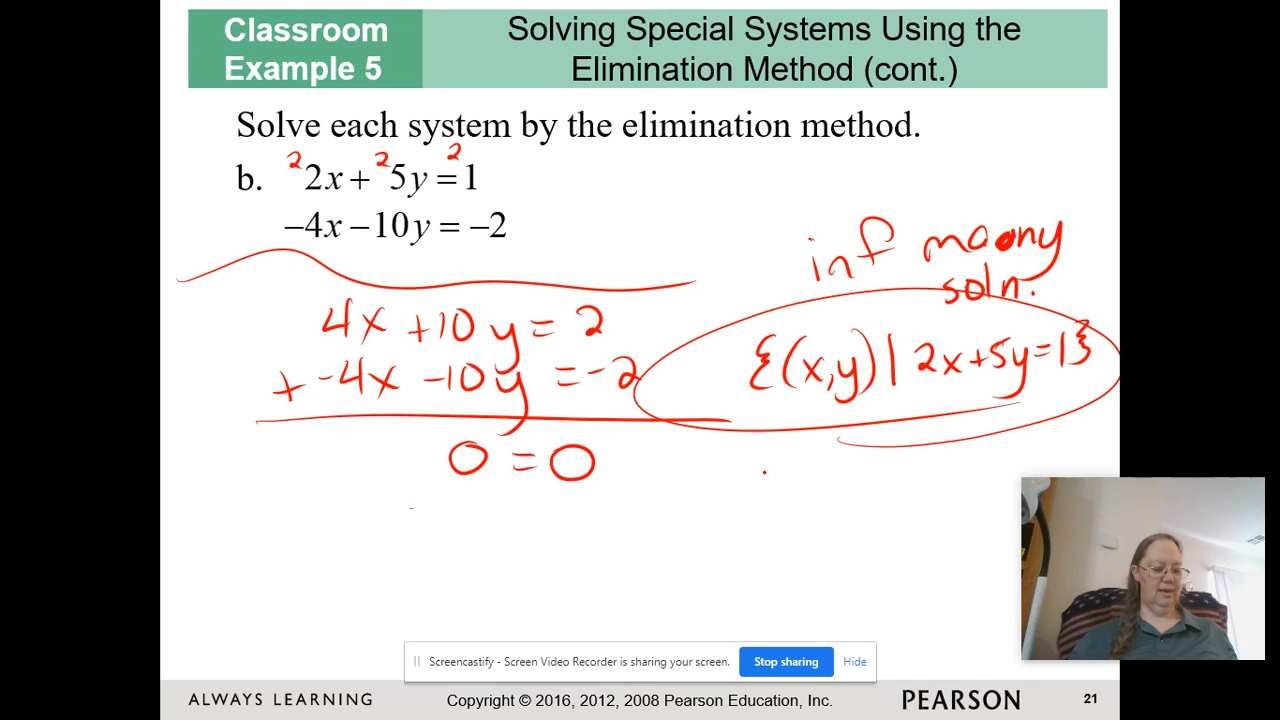 Classroom
Example 5
Solving Special Systems Using the
Elimination Method (cont.)
Solve each system by the elimination method.
2 2 2
b. 2x + 5y = 1
−4x − 10y = −2
inf many
soln.
4x + 10y = 2
+ -4x - 10y = -2
{(x,y) | 2x+5y=1}
0 = 0
Screencastify - Screen Video Recorder is sharing your screen.
Stop sharing
Hide
ALWAYS LEARNING
Copyright © 2016, 2012, 2008 Pearson Education, Inc.
PEARSON
21